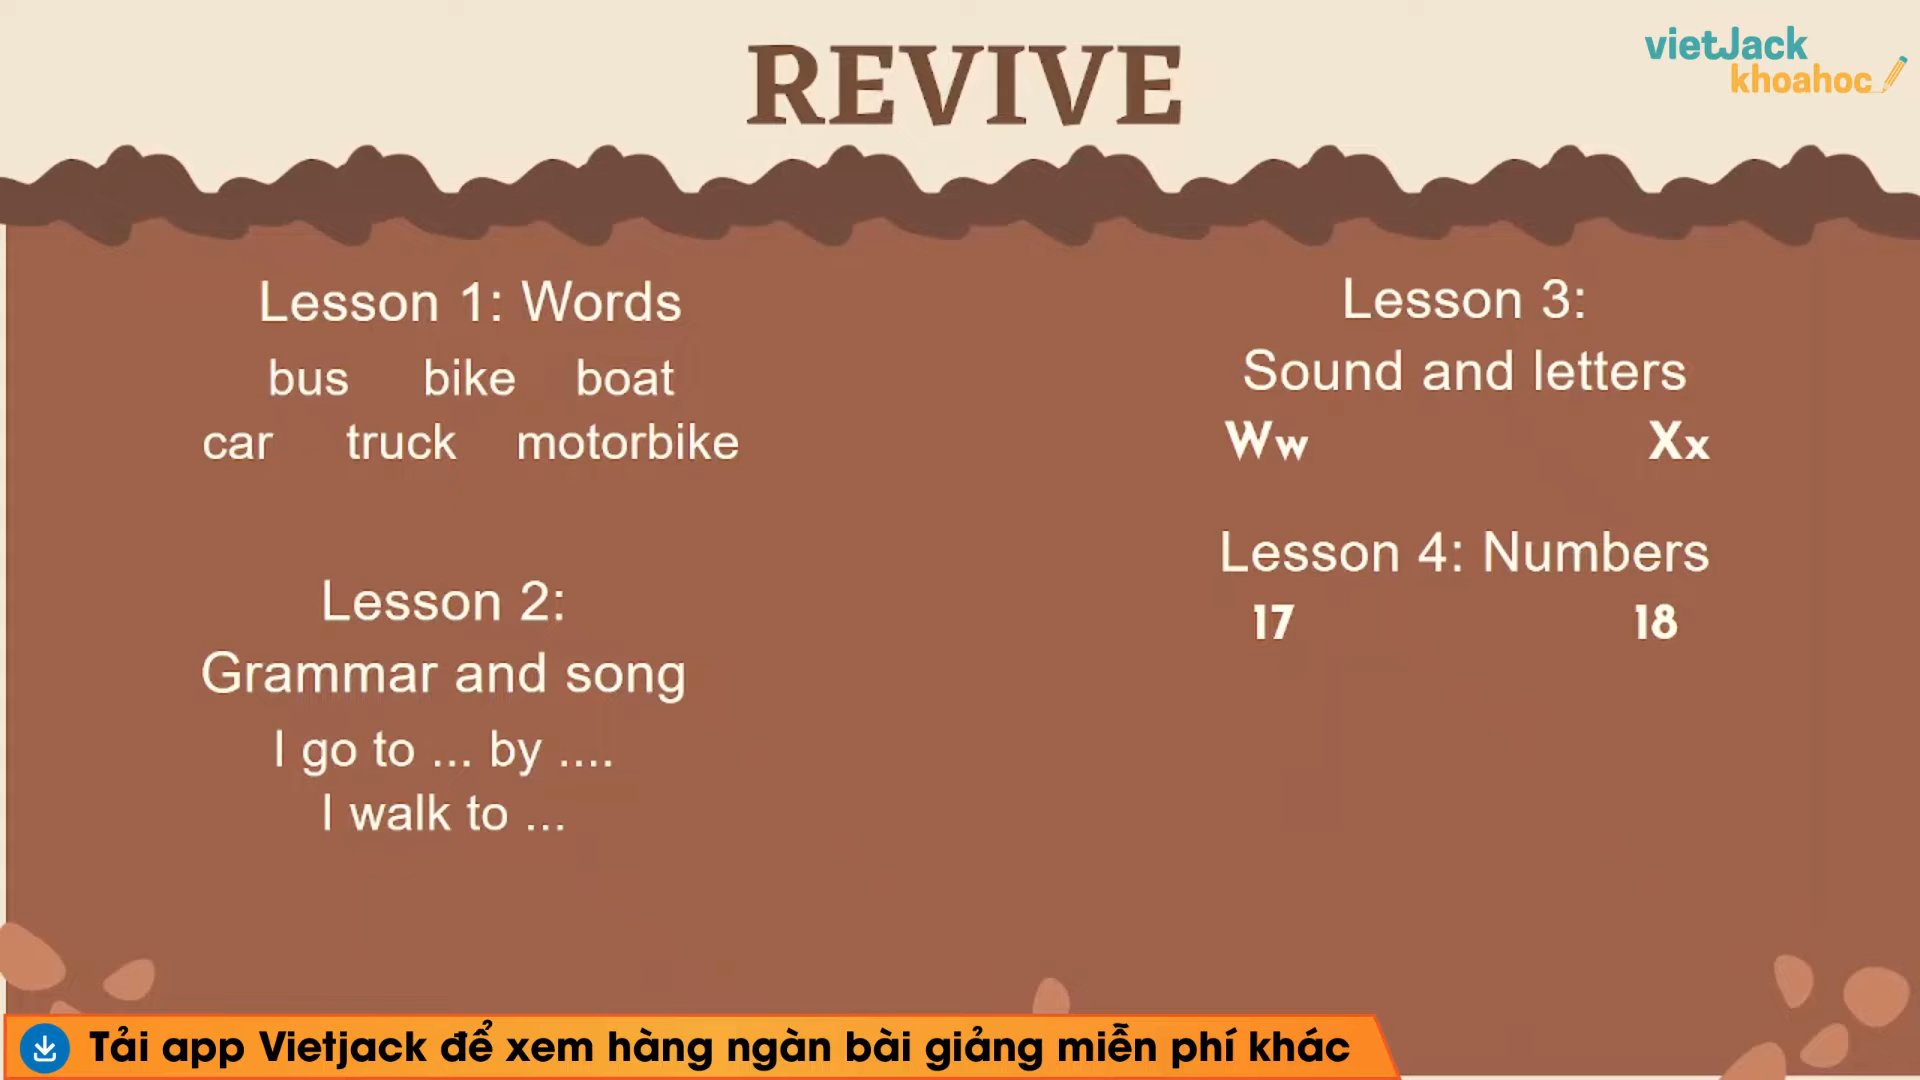 REVIVE
vietJack
khoahoc
Lesson 1: Words
bus bike boat
car truck motorbike
Lesson 2:
Grammar and song
I go to ... by ....
I walk to ...
Lesson 3:
Sound and letters
Ww Xx
Lesson 4: Numbers
17 18
Tải app Vietjack để xem hàng ngàn bài giảng miễn phí khác